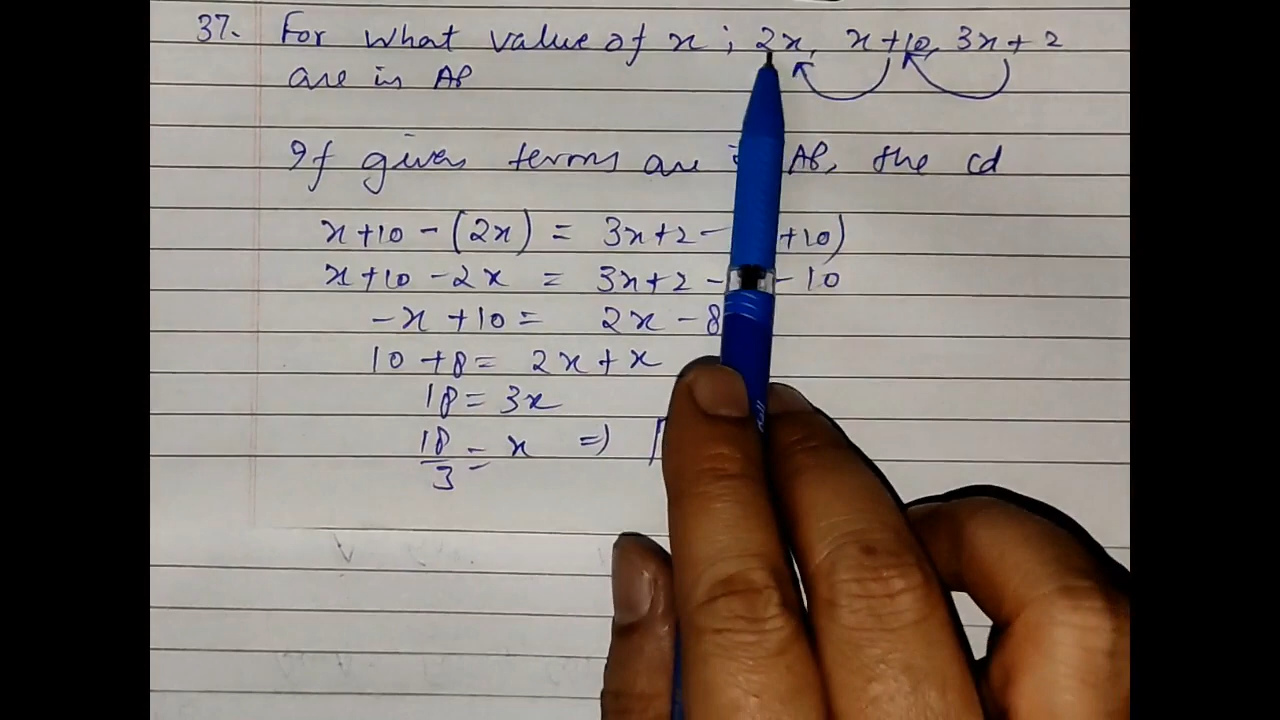 37. For what value of x; 2x, x+10, 3x+2
are in AP
If given terms are AP, the cd
x+10-(2x) = 3x+2- +10)
x+10-2x = 3x+2- -10
-x+10 = 2x-8
10+8= 2x+x
18=3x
18/3 = x ⇒